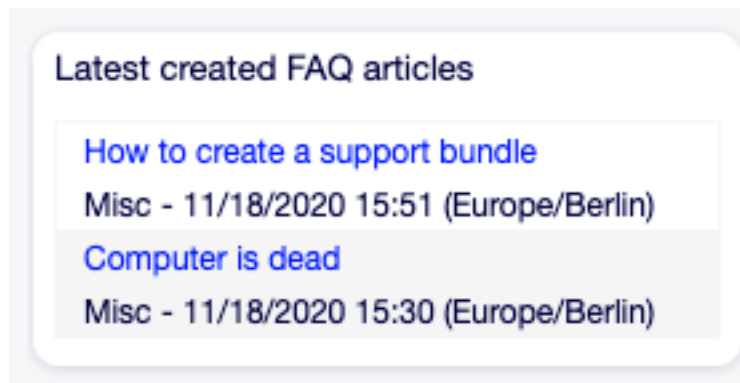 Latest created FAQ articles
How to create a support bundle
Misc - 11/18/2020 15:51 (Europe/Berlin)
Computer is dead
Misc - 11/18/2020 15:30 (Europe/Berlin)